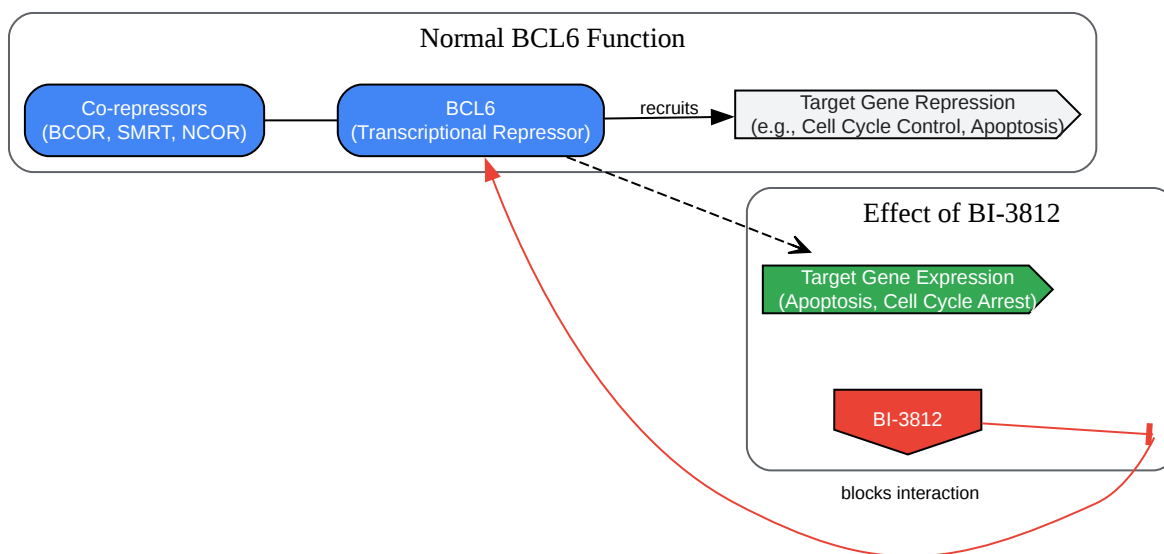 Normal BCL6 Function
Co-repressors
(BCOR, SMRT, NCOR)
BCL6
(Transcriptional Repressor)
recruits
Target Gene Repression
(e.g., Cell Cycle Control, Apoptosis)
Effect of BI-3812
Target Gene Expression
(Apoptosis, Cell Cycle Arrest)
BI-3812
blocks interaction